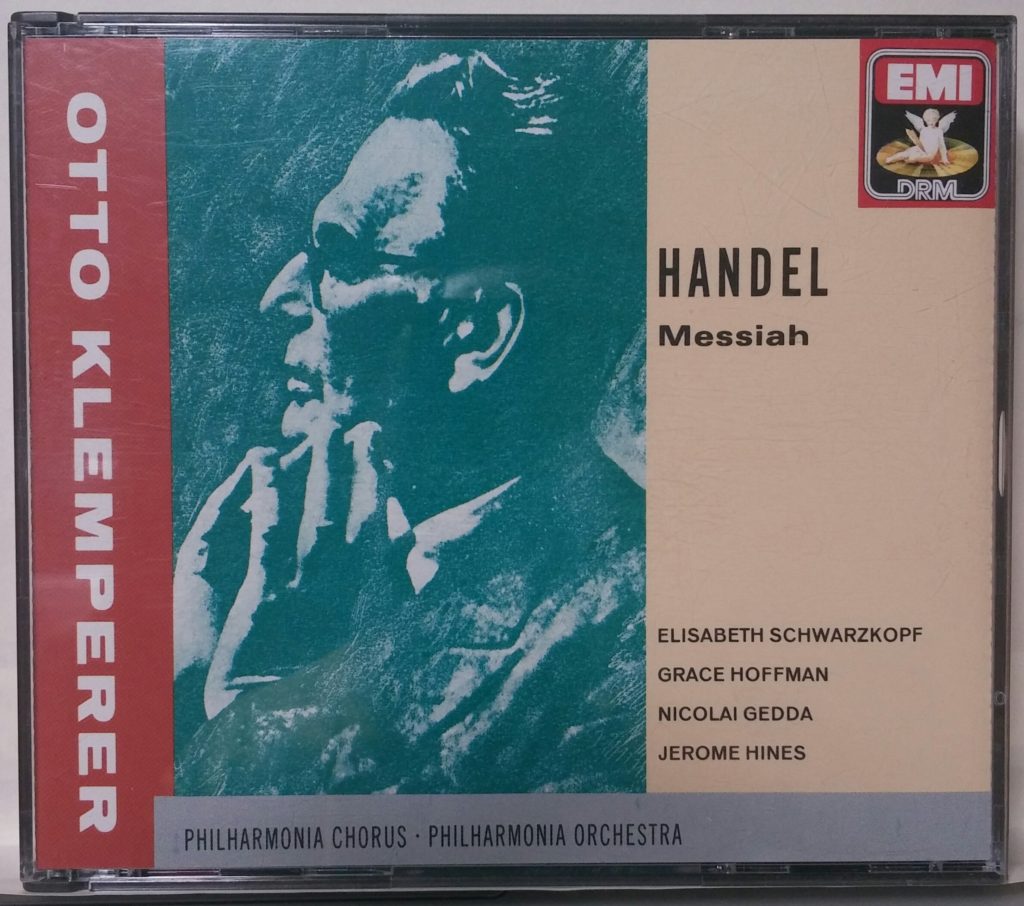 OTTO KLEMPERER
EMI
DRM
HANDEL
Messiah
ELISABETH SCHWARZKOPF
GRACE HOFFMAN
NICOLAI GEDDA
JEROME HINES
PHILHARMONIA CHORUS · PHILHARMONIA ORCHESTRA